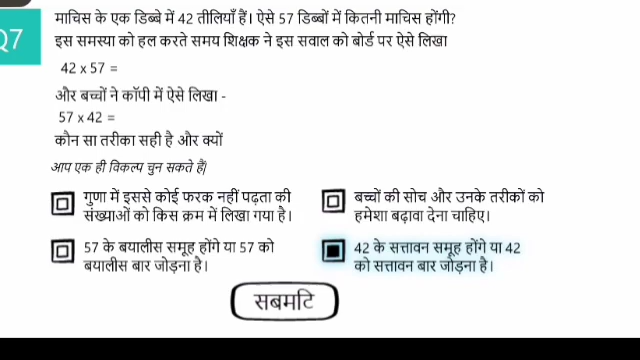 Q7
माचिस के एक डिब्बे में 42 तीलियाँ हैं। ऐसे 57 डिब्बों में कितनी माचिस होंगी?
इस समस्या को हल करते समय शिक्षक ने इस सवाल को बोर्ड पर ऐसे लिखा
42 x 57 =
और बच्चों ने कॉपी में ऐसे लिखा -
57 x 42 =
कौन सा तरीका सही है और क्यों
आप एक ही विकल्प चुन सकते हैं|
गुणा में इससे कोई फरक नहीं पढ़ता की
संख्याओं को किस क्रम में लिखा गया है।
बच्चों की सोच और उनके तरीकों को
हमेशा बढ़ावा देना चाहिए।
57 के बयालीस समूह होंगे या 57 को
बयालीस बार जोड़ना है।
42 के सत्तावन समूह होंगे या 42
को सत्तावन बार जोड़ना है।
सबमटि